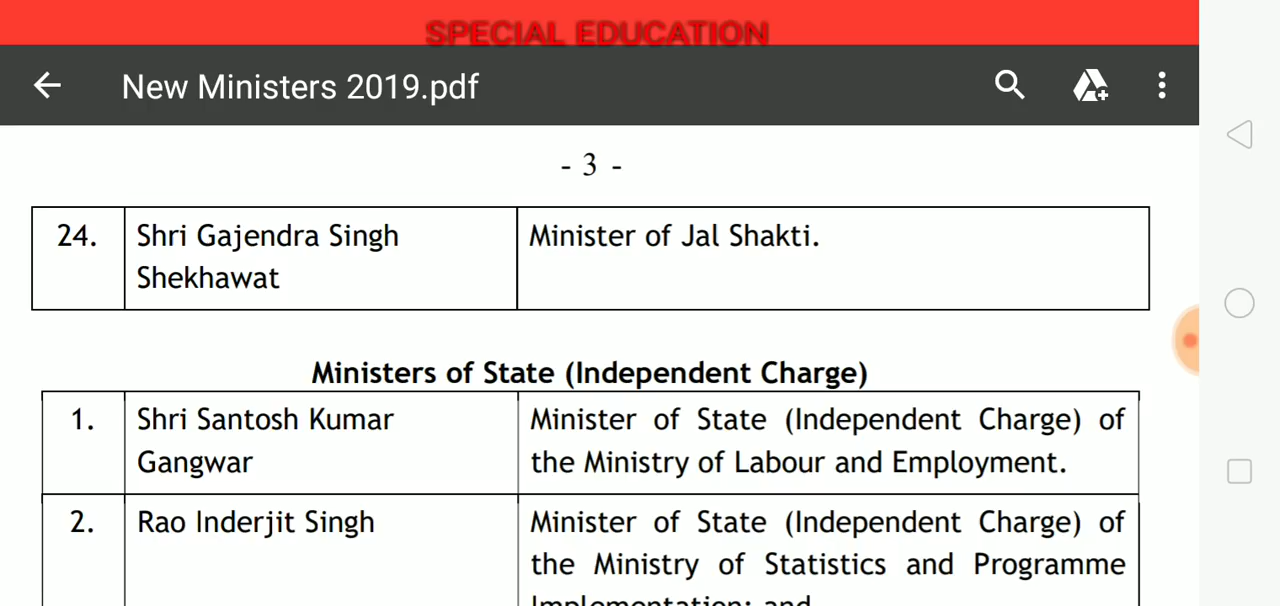 SPECIAL EDUCATION
New Ministers 2019.pdf
- 3 -
24. Shri Gajendra Singh Minister of Jal Shakti.
Shekhawat
Ministers of State (Independent Charge)
1. Shri Santosh Kumar Minister of State (Independent Charge) of
Gangwar the Ministry of Labour and Employment.
2. Rao Inderjit Singh Minister of State (Independent Charge) of
the Ministry of Statistics and Programme
Implementation; and